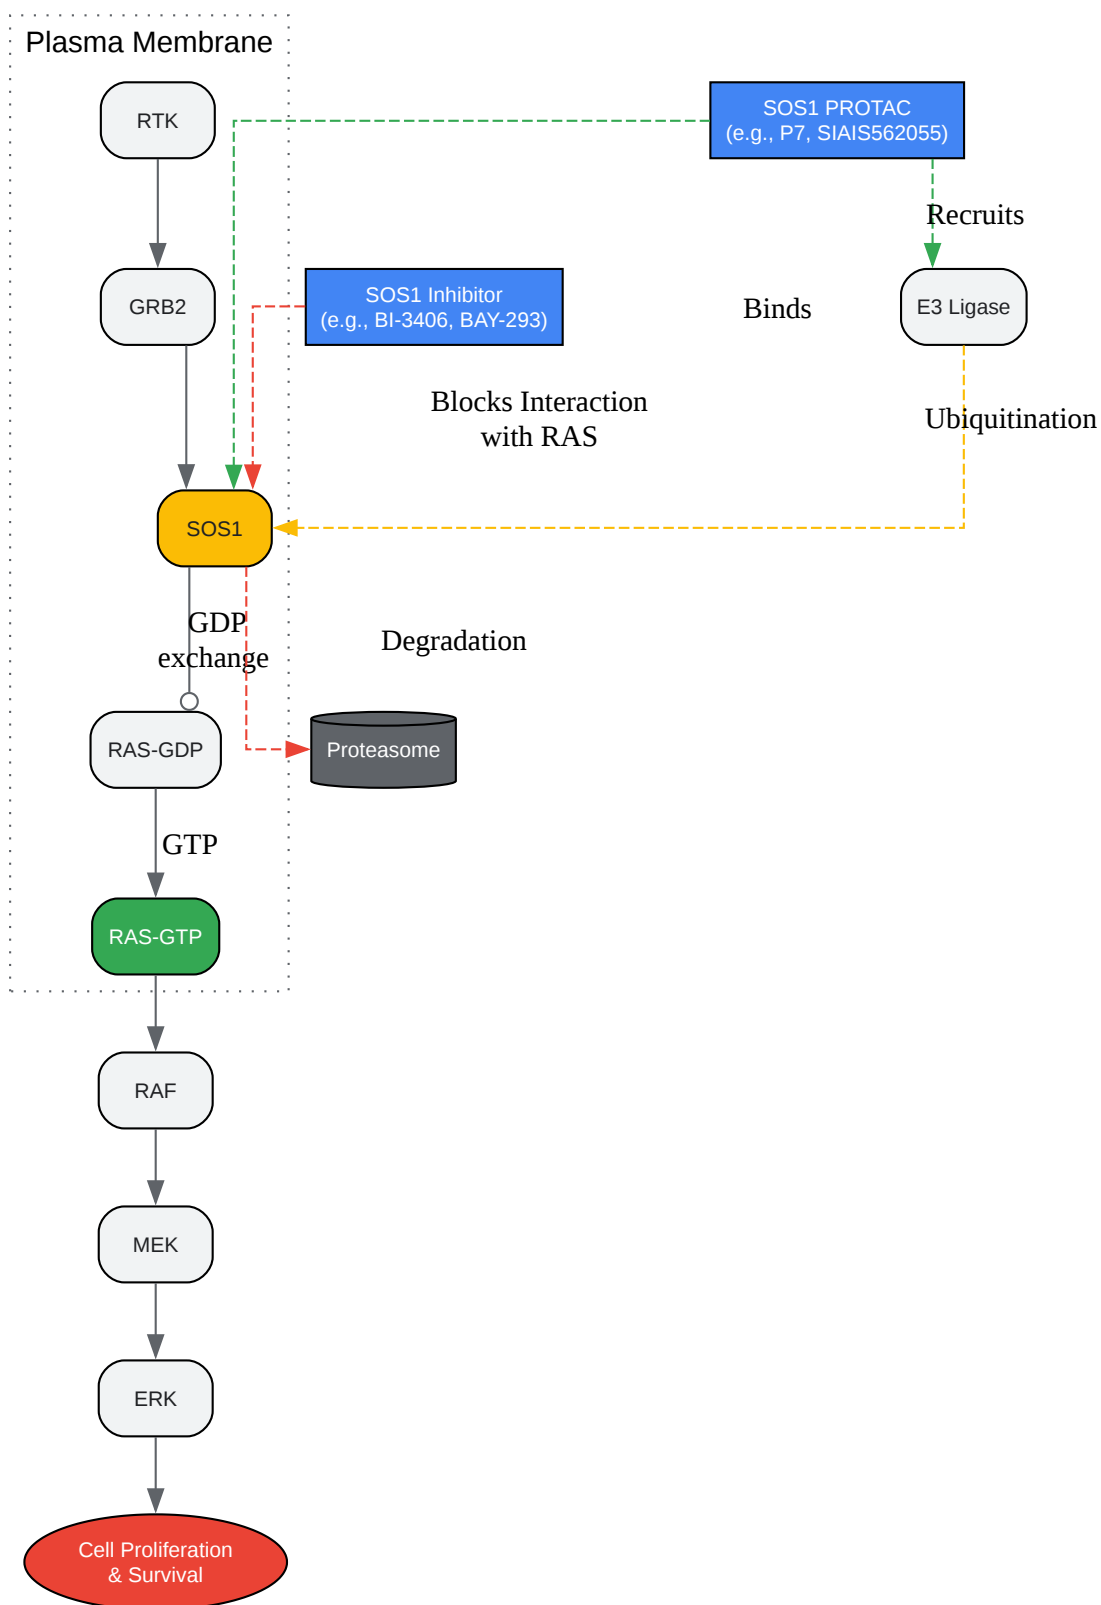 Plasma Membrane
RTK
SOS1 PROTAC
(e.g., P7, SIAIS562055)
Recruits
GRB2
SOS1 Inhibitor
(e.g., BI-3406, BAY-293)
Binds
E3 Ligase
Blocks Interaction
with RAS
Ubiquitination
SOS1
GDP
exchange
Degradation
RAS-GDP
Proteasome
GTP
RAS-GTP
RAF
MEK
ERK
Cell Proliferation
& Survival